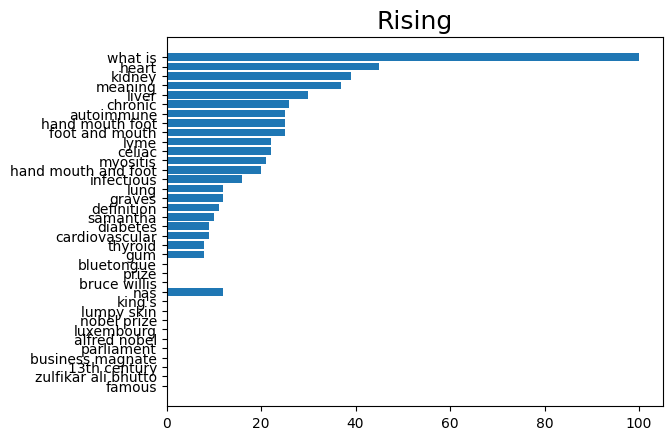 Rising
what is
heart
kidney
meaning
liver
chronic
autoimmune
hand mouth foot
foot and mouth
lyme
celiac
myositis
hand mouth and foot
infectious
lung
graves
definition
samantha
diabetes
cardiovascular
thyroid
gum
bluetongue
prize
bruce willis
nas
king's
lumpy skin
nobel prize
luxembourg
alfred nobel
parliament
business magnate
13th century
zulfikar ali bhutto
famous
0 20 40 60 80 100